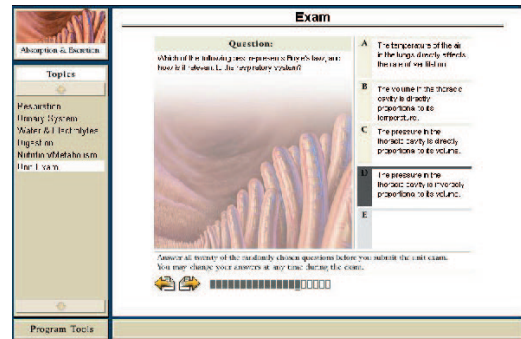 Exam
Absorption & Excretion
Topics
Respiration
Urinary System
Water & Electrolytes
Digestion
Nutrition/Metabolism
Unit Exam
Program Tools
Question:
Which of the following best represents Boyle's law, and
how is it relevant to the respiratory system?
A
The temperature of the air
in the lungs directly affects
the rate of ventilation.
B
The volume in the thoracic
cavity is directly
proportional to its
temperature.
C
The pressure in the
thoracic cavity is directly
proportional to its volume.
D
The pressure in the
thoracic cavity is inversely
proportional to its volume.
E
Answer all twenty of the randomly chosen questions before you submit the unit exam.
You may change your answers at any time during the exam.